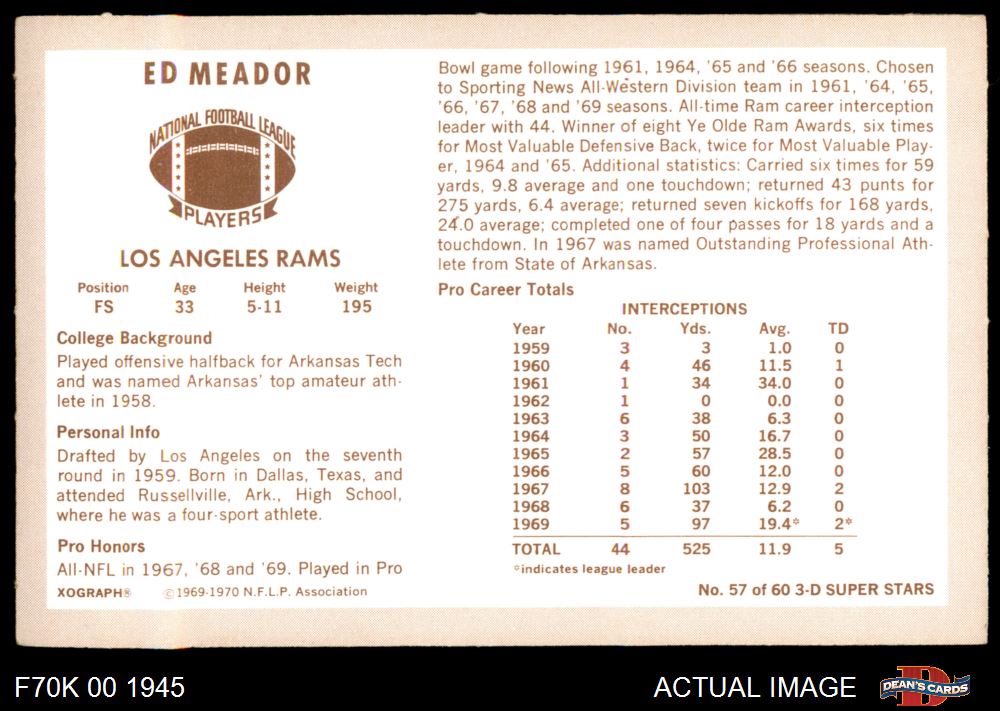 ED MEADOR
NATIONAL FOOTBALL LEAGUE
PLAYERS
LOS ANGELES RAMS
Position Age Height Weight
FS 33 5-11 195
College Background
Played offensive halfback for Arkansas Tech
and was named Arkansas' top amateur ath-
lete in 1958.
Personal Info
Drafted by Los Angeles on the seventh
round in 1959. Born in Dallas, Texas, and
attended Russellville, Ark., High School,
where he was a four-sport athlete.
Pro Honors
All-NFL in 1967, '68 and '69. Played in Pro
Bowl game following 1961, 1964, '65 and '66 seasons. Chosen
to Sporting News All-Western Division team in 1961, '64, '65,
'66, '67, '68 and '69 seasons. All-time Ram career interception
leader with 44. Winner of eight Ye Olde Ram Awards, six times
for Most Valuable Defensive Back, twice for Most Valuable Play-
er, 1964 and '65. Additional statistics: Carried six times for 59
yards, 9.8 average and one touchdown; returned 43 punts for
275 yards, 6.4 average; returned seven kickoffs for 168 yards,
24.0 average; completed one of four passes for 18 yards and a
touchdown. In 1967 was named Outstanding Professional Ath-
lete from State of Arkansas.
Pro Career Totals
INTERCEPTIONS
Year No. Yds. Avg. TD
1959 3 3 1.0 0
1960 4 46 11.5 1
1961 1 34 34.0 0
1962 1 0 0.0 0
1963 6 38 6.3 0
1964 3 50 16.7 0
1965 2 57 28.5 0
1966 5 60 12.0 0
1967 8 103 12.9 2
1968 6 37 6.2 0
1969 5 97 19.4* 2*
TOTAL 44 525 11.9 5
*indicates league leader
XOGRAPH® ©1969-1970 N.F.L.P. Association
No. 57 of 60 3-D SUPER STARS
F70K 00 1945
ACTUAL IMAGE
D
DEAN'S CARDS